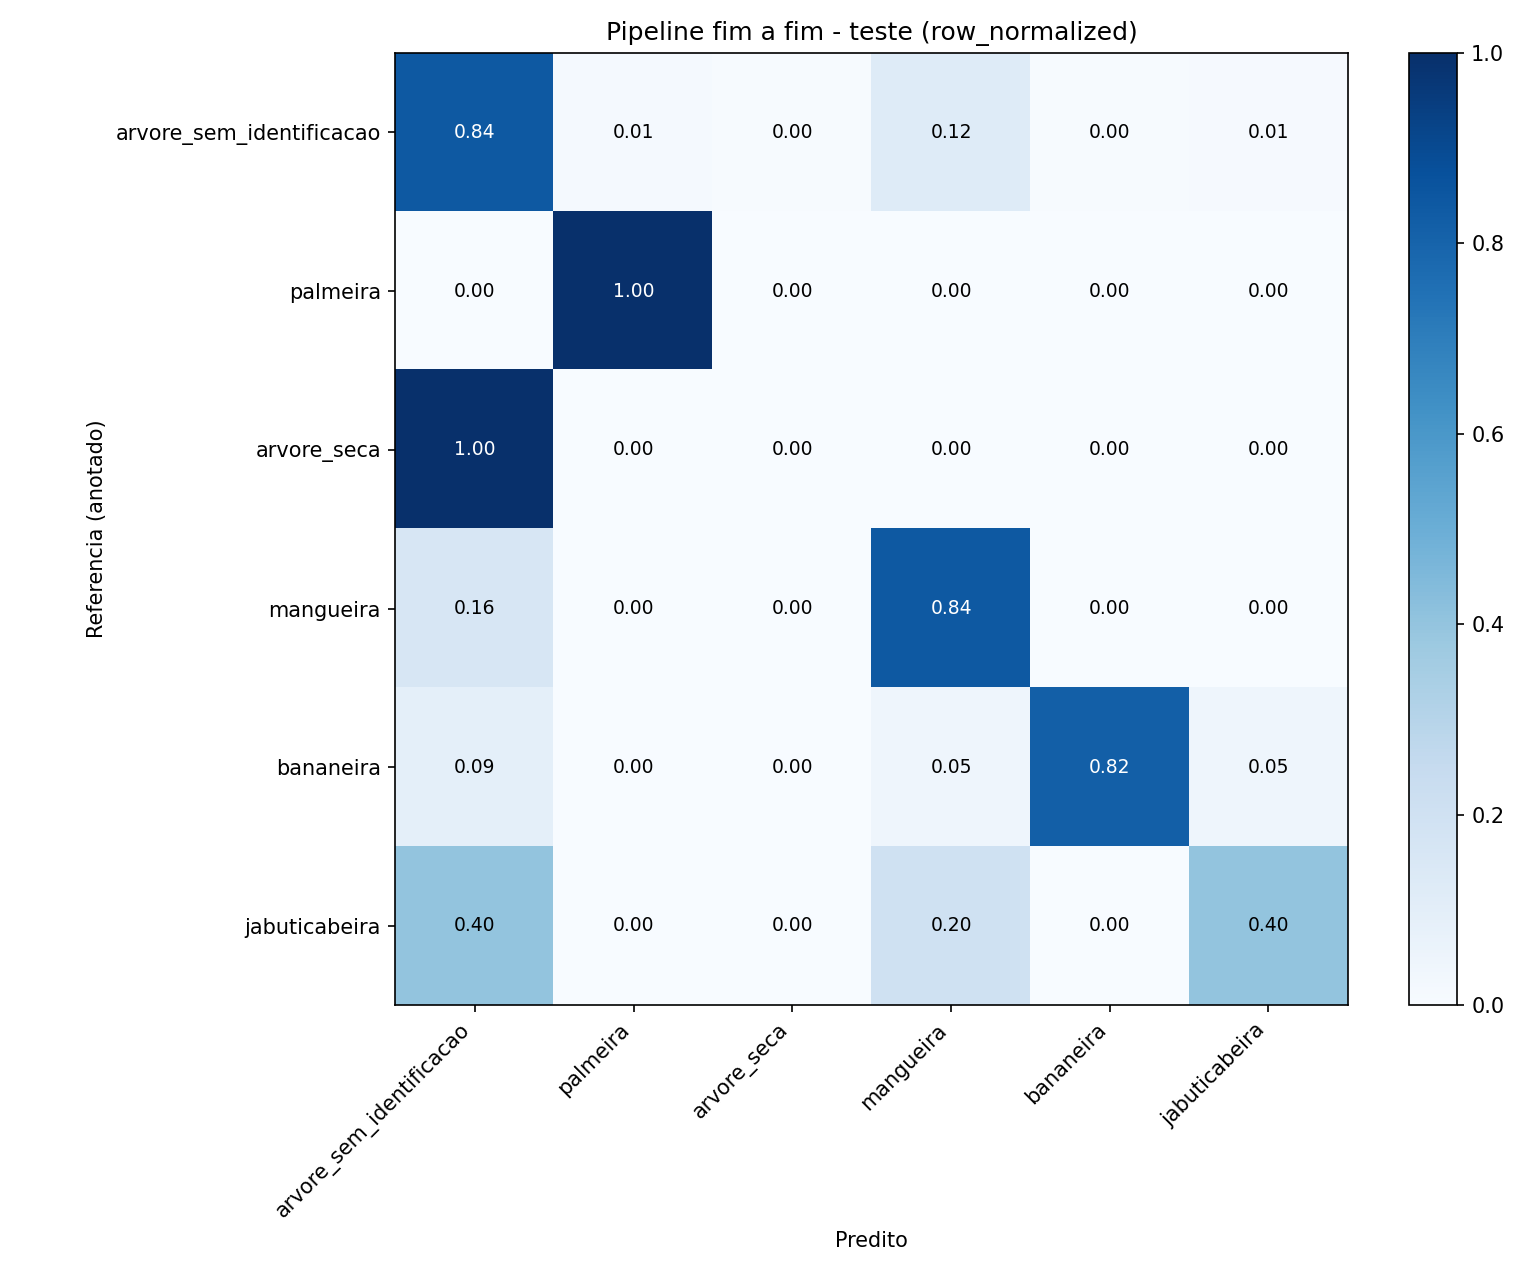 Pipeline fim a fim - teste (row_normalized)
arvore_sem_identificacao 0.84 0.01 0.00 0.12 0.00 0.01
palmeira 0.00 1.00 0.00 0.00 0.00 0.00
arvore_seca 1.00 0.00 0.00 0.00 0.00 0.00
mangueira 0.16 0.00 0.00 0.84 0.00 0.00
bananeira 0.09 0.00 0.00 0.05 0.82 0.05
jabuticabeira 0.40 0.00 0.00 0.20 0.00 0.40
Referencia (anotado)
arvore_sem_identificacao
palmeira
arvore_seca
mangueira
bananeira
jabuticabeira
Predito
1.0
0.8
0.6
0.4
0.2
0.0